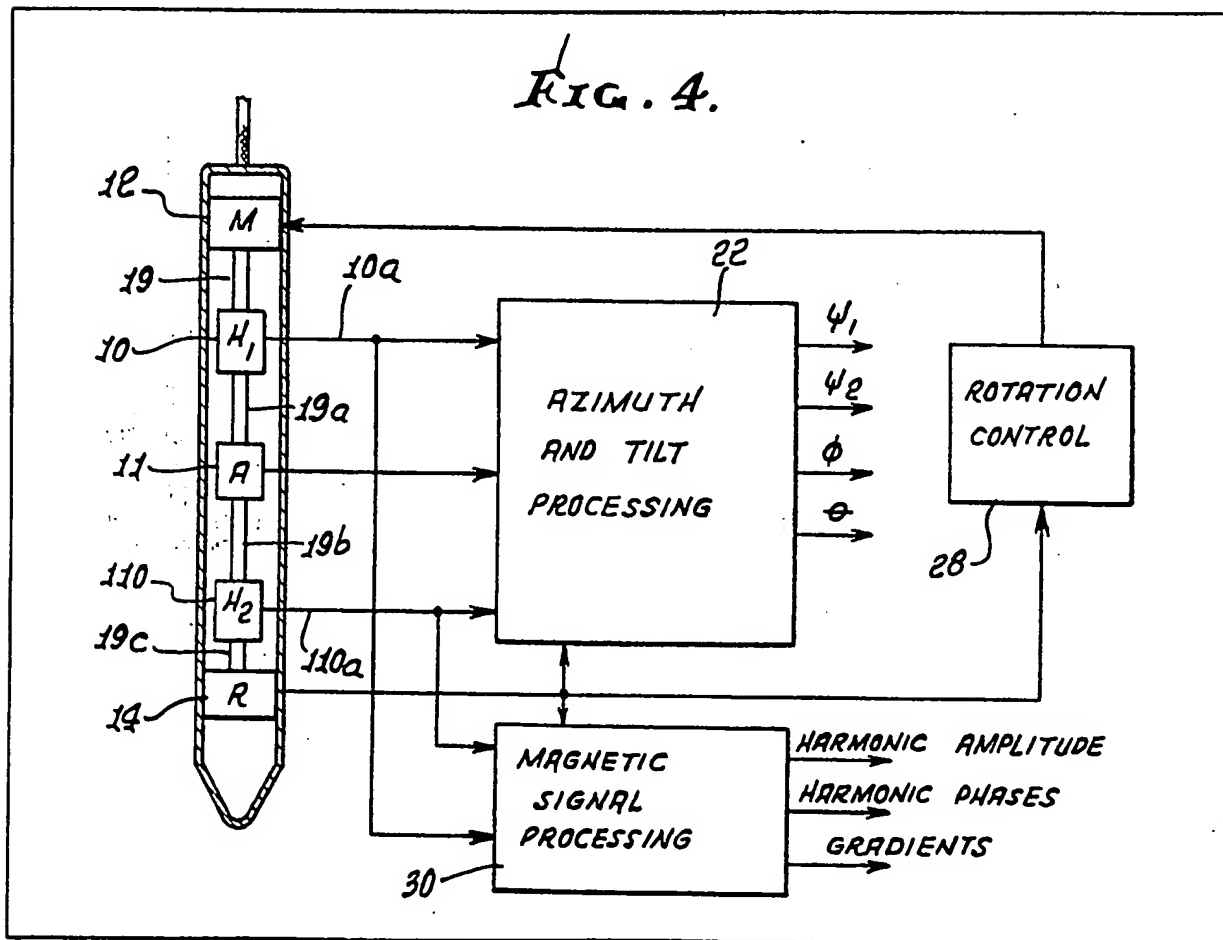 FIG. 4.
12
M
19
10a
22
10
H1
ψ1
ψ2
φ
θ
19a
AZIMUTH
AND TILT
PROCESSING
ROTATION
CONTROL
11
A
19b
28
110
H2
19c
110a
14
R
MAGNETIC
SIGNAL
PROCESSING
30
HARMONIC AMPLITUDE
HARMONIC PHASES
GRADIENTS